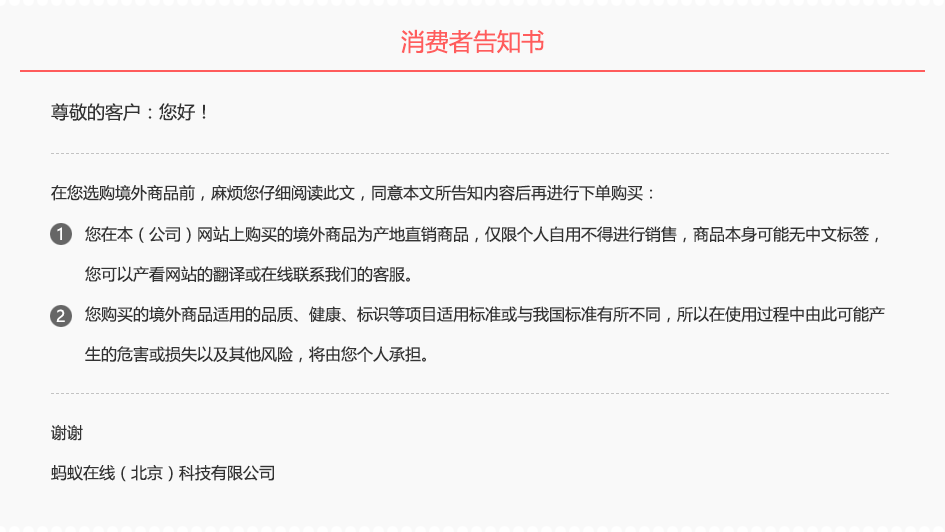 消费者告知书
尊敬的客户：您好！
在您选购境外商品前，麻烦您仔细阅读此文，同意本文所告知内容后再进行下单购买：
1 您在本（公司）网站上购买的境外商品为产地直销商品，仅限个人自用不得进行销售，商品本身可能无中文标签，
您可以产看网站的翻译或在线联系我们的客服。
2 您购买的境外商品适用的品质、健康、标识等项目适用标准或与我国标准有所不同，所以在使用过程中由此可能产
生的危害或损失以及其他风险，将由您个人承担。
谢谢
蚂蚁在线（北京）科技有限公司